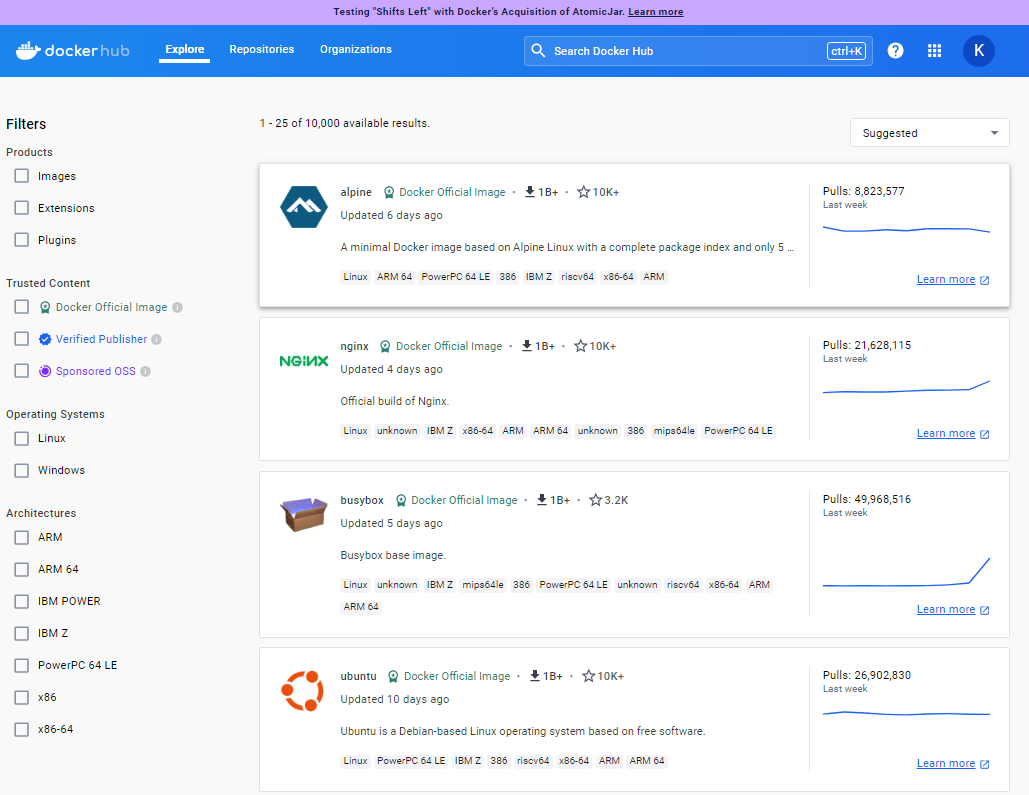 Testing "Shifts Left" with Docker's Acquisition of AtomicJar. Learn more
dockerhub Explore Repositories Organizations Search Docker Hub ctrl+K ? K
Filters
Products
Images
Extensions
Plugins
Trusted Content
Docker Official Image
Verified Publisher
Sponsored OSS
Operating Systems
Linux
Windows
Architectures
ARM
ARM 64
IBM POWER
IBM Z
PowerPC 64 LE
x86
x86-64
1 - 25 of 10,000 available results.
Suggested
alpine Docker Official Image • 1B+ • 10K+
Updated 6 days ago
A minimal Docker image based on Alpine Linux with a complete package index and only 5 ...
Linux ARM 64 PowerPC 64 LE 386 IBM Z riscv64 x86-64 ARM
Pulls: 8,823,577
Last week
Learn more
NGINX
nginx Docker Official Image • 1B+ • 10K+
Updated 4 days ago
Official build of Nginx.
Linux unknown IBM Z x86-64 ARM ARM 64 unknown 386 mips64le PowerPC 64 LE
Pulls: 21,628,115
Last week
Learn more
busybox Docker Official Image • 1B+ • 3.2K
Updated 5 days ago
Busybox base image.
Linux unknown IBM Z mips64le 386 PowerPC 64 LE unknown riscv64 x86-64 ARM
ARM 64
Pulls: 49,968,516
Last week
Learn more
ubuntu Docker Official Image • 1B+ • 10K+
Updated 10 days ago
Ubuntu is a Debian-based Linux operating system based on free software.
Linux PowerPC 64 LE IBM Z 386 riscv64 x86-64 ARM ARM 64
Pulls: 26,902,830
Last week
Learn more